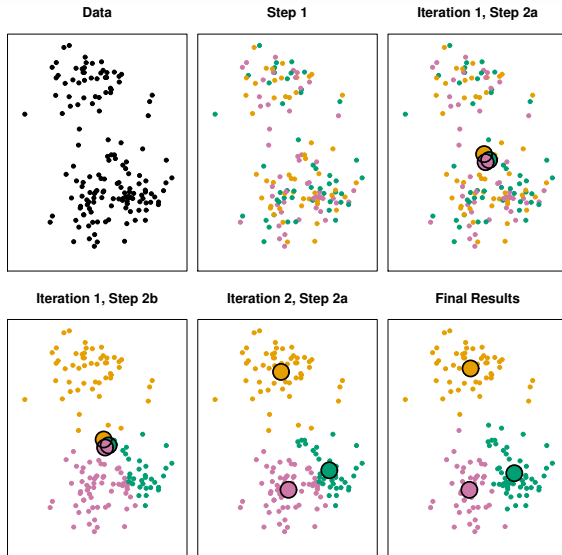 Data
Step 1
Iteration 1, Step 2a
Iteration 1, Step 2b
Iteration 2, Step 2a
Final Results